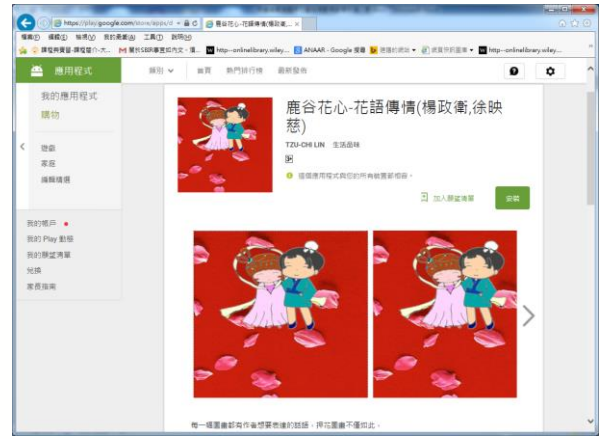 https://play.google.com/store/apps/d
鹿谷花心-花語傳情(楊政衛...
檔案(F) 編輯(E) 檢視(V) 我的最愛(A) 工具(T) 說明(H)
http--onlinelibrary.wiley... ANAAR - Google 搜尋 建議的網站 http--onlinelibrary.wiley...
應用程式 類別 首頁 熱門排行榜 最新發佈
我的應用程式
購物
遊戲
家庭
編輯精選
我的帳戶
我的 Play 動態
我的願望清單
兌換
家長指南
鹿谷花心-花語傳情(楊政衛,徐映
慈)
TZU-CHI LIN 生活品味
這個應用程式與您的所有裝置都相容。
加入願望清單 安裝
每一幅圖畫都有作者想要表達的話語，押花圖畫不僅如此，